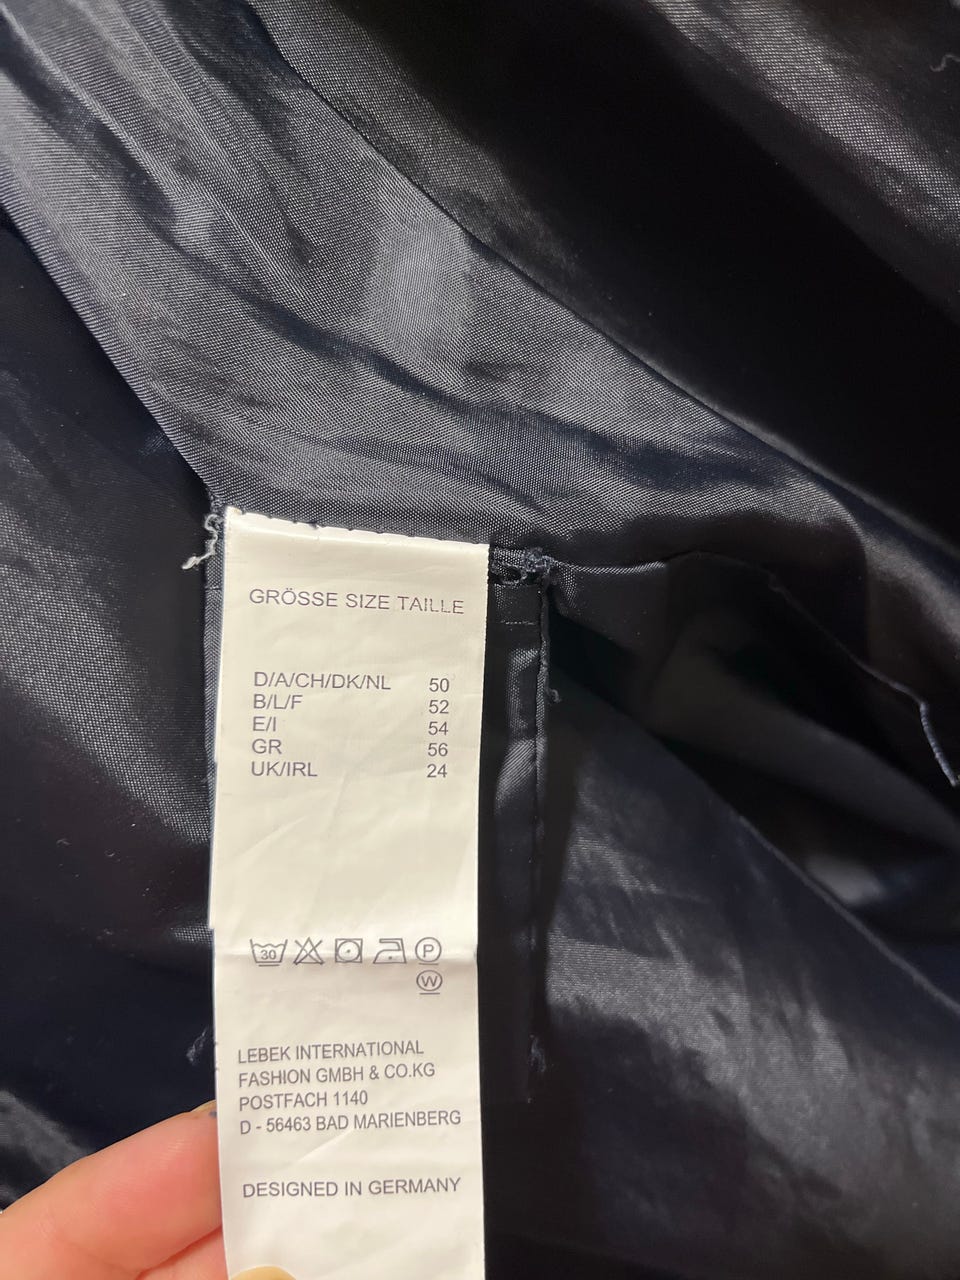 GRÖSSE SIZE TAILLE
D/A/CH/DK/NL 50
B/L/F 52
E/I 54
GR 56
UK/IRL 24
30
P
W
LEBEK INTERNATIONAL
FASHION GMBH & CO.KG
POSTFACH 1140
D - 56463 BAD MARIENBERG
DESIGNED IN GERMANY